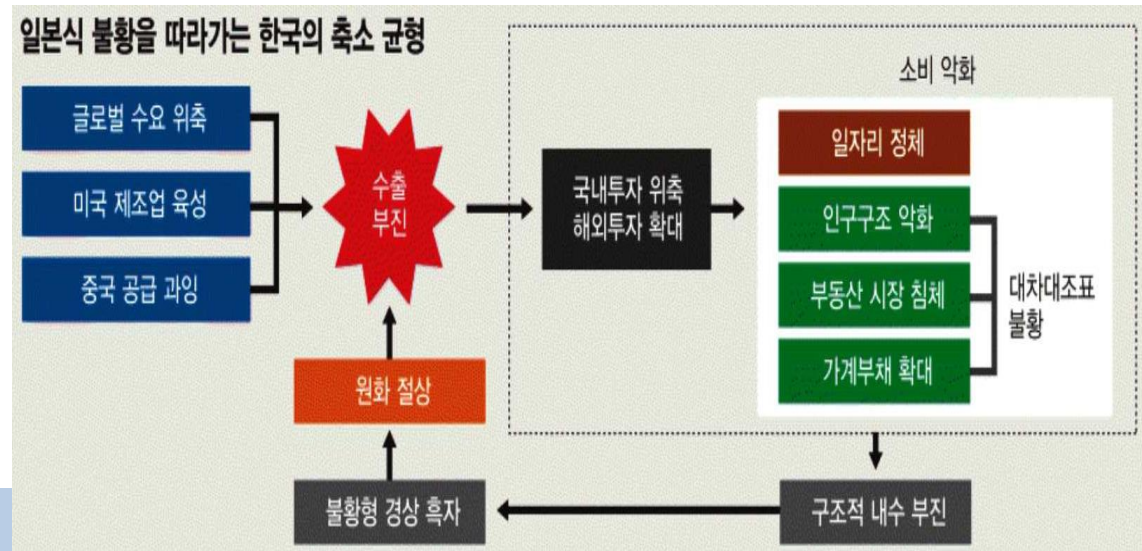 일본식 불황을 따라가는 한국의 축소 균형
글로벌 수요 위축
미국 제조업 육성
중국 공급 과잉
수출
부진
국내투자 위축
해외투자 확대
소비 악화
일자리 정체
인구구조 악화
부동산 시장 침체
가계부채 확대
대차대조표
불황
원화 절상
불황형 경상 흑자
구조적 내수 부진